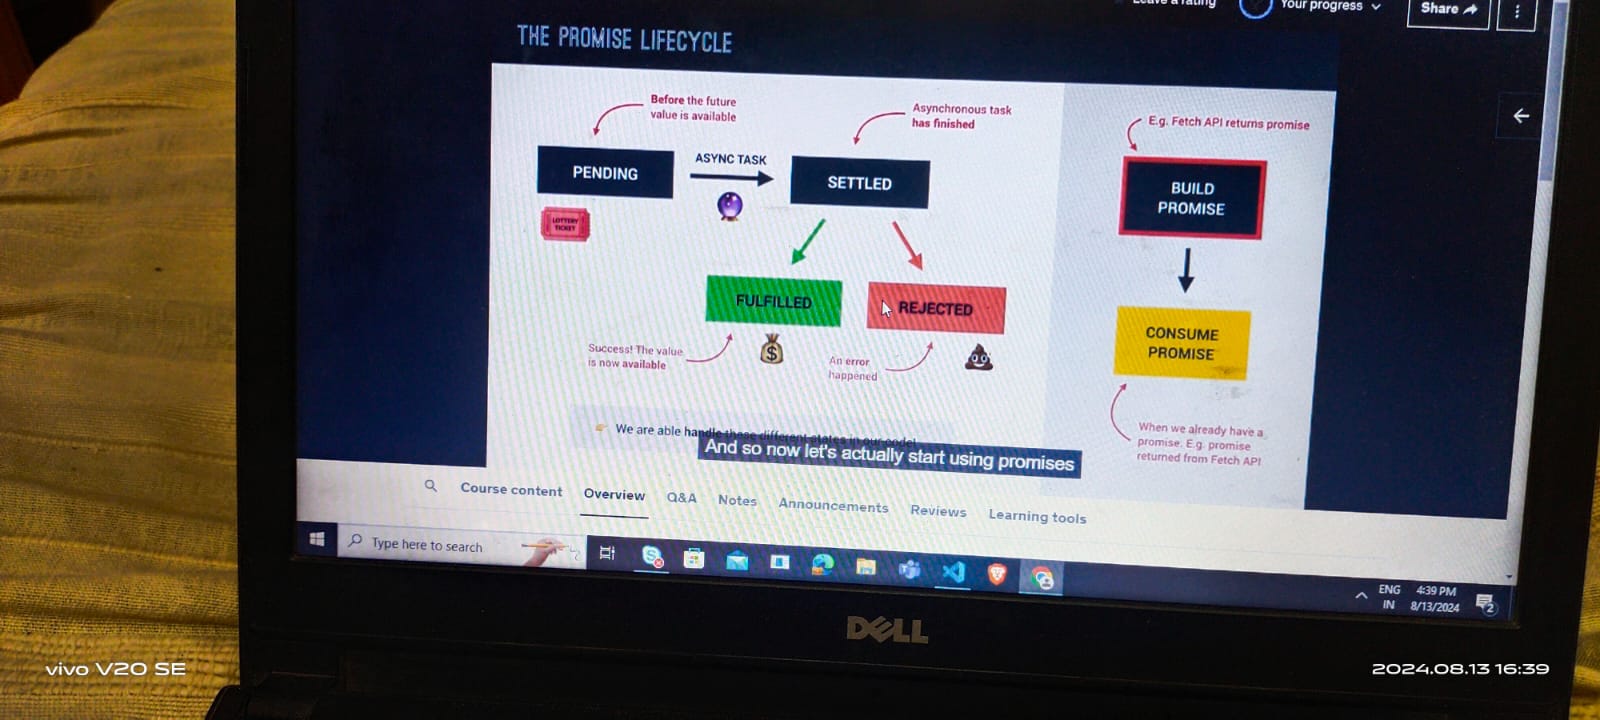 Leave a rating
Your progress
Share
THE PROMISE LIFECYCLE
Before the future
value is available
Asynchronous task
has finished
E.g. Fetch API returns promise
PENDING
ASYNC TASK
SETTLED
BUILD
PROMISE
LOTTERY
TICKET
FULFILLED
REJECTED
CONSUME
PROMISE
Success! The value
is now available
$
An error
happened
When we already have a
promise. E.g. promise
returned from Fetch API
We are able handle these different states in our code!
And so now let's actually start using promises
Course content
Overview
Q&A
Notes
Announcements
Reviews
Learning tools
Type here to search
ENG
IN
4:39 PM
8/13/2024
2
DELL
vivo V20 SE
2024.08.13 16:39